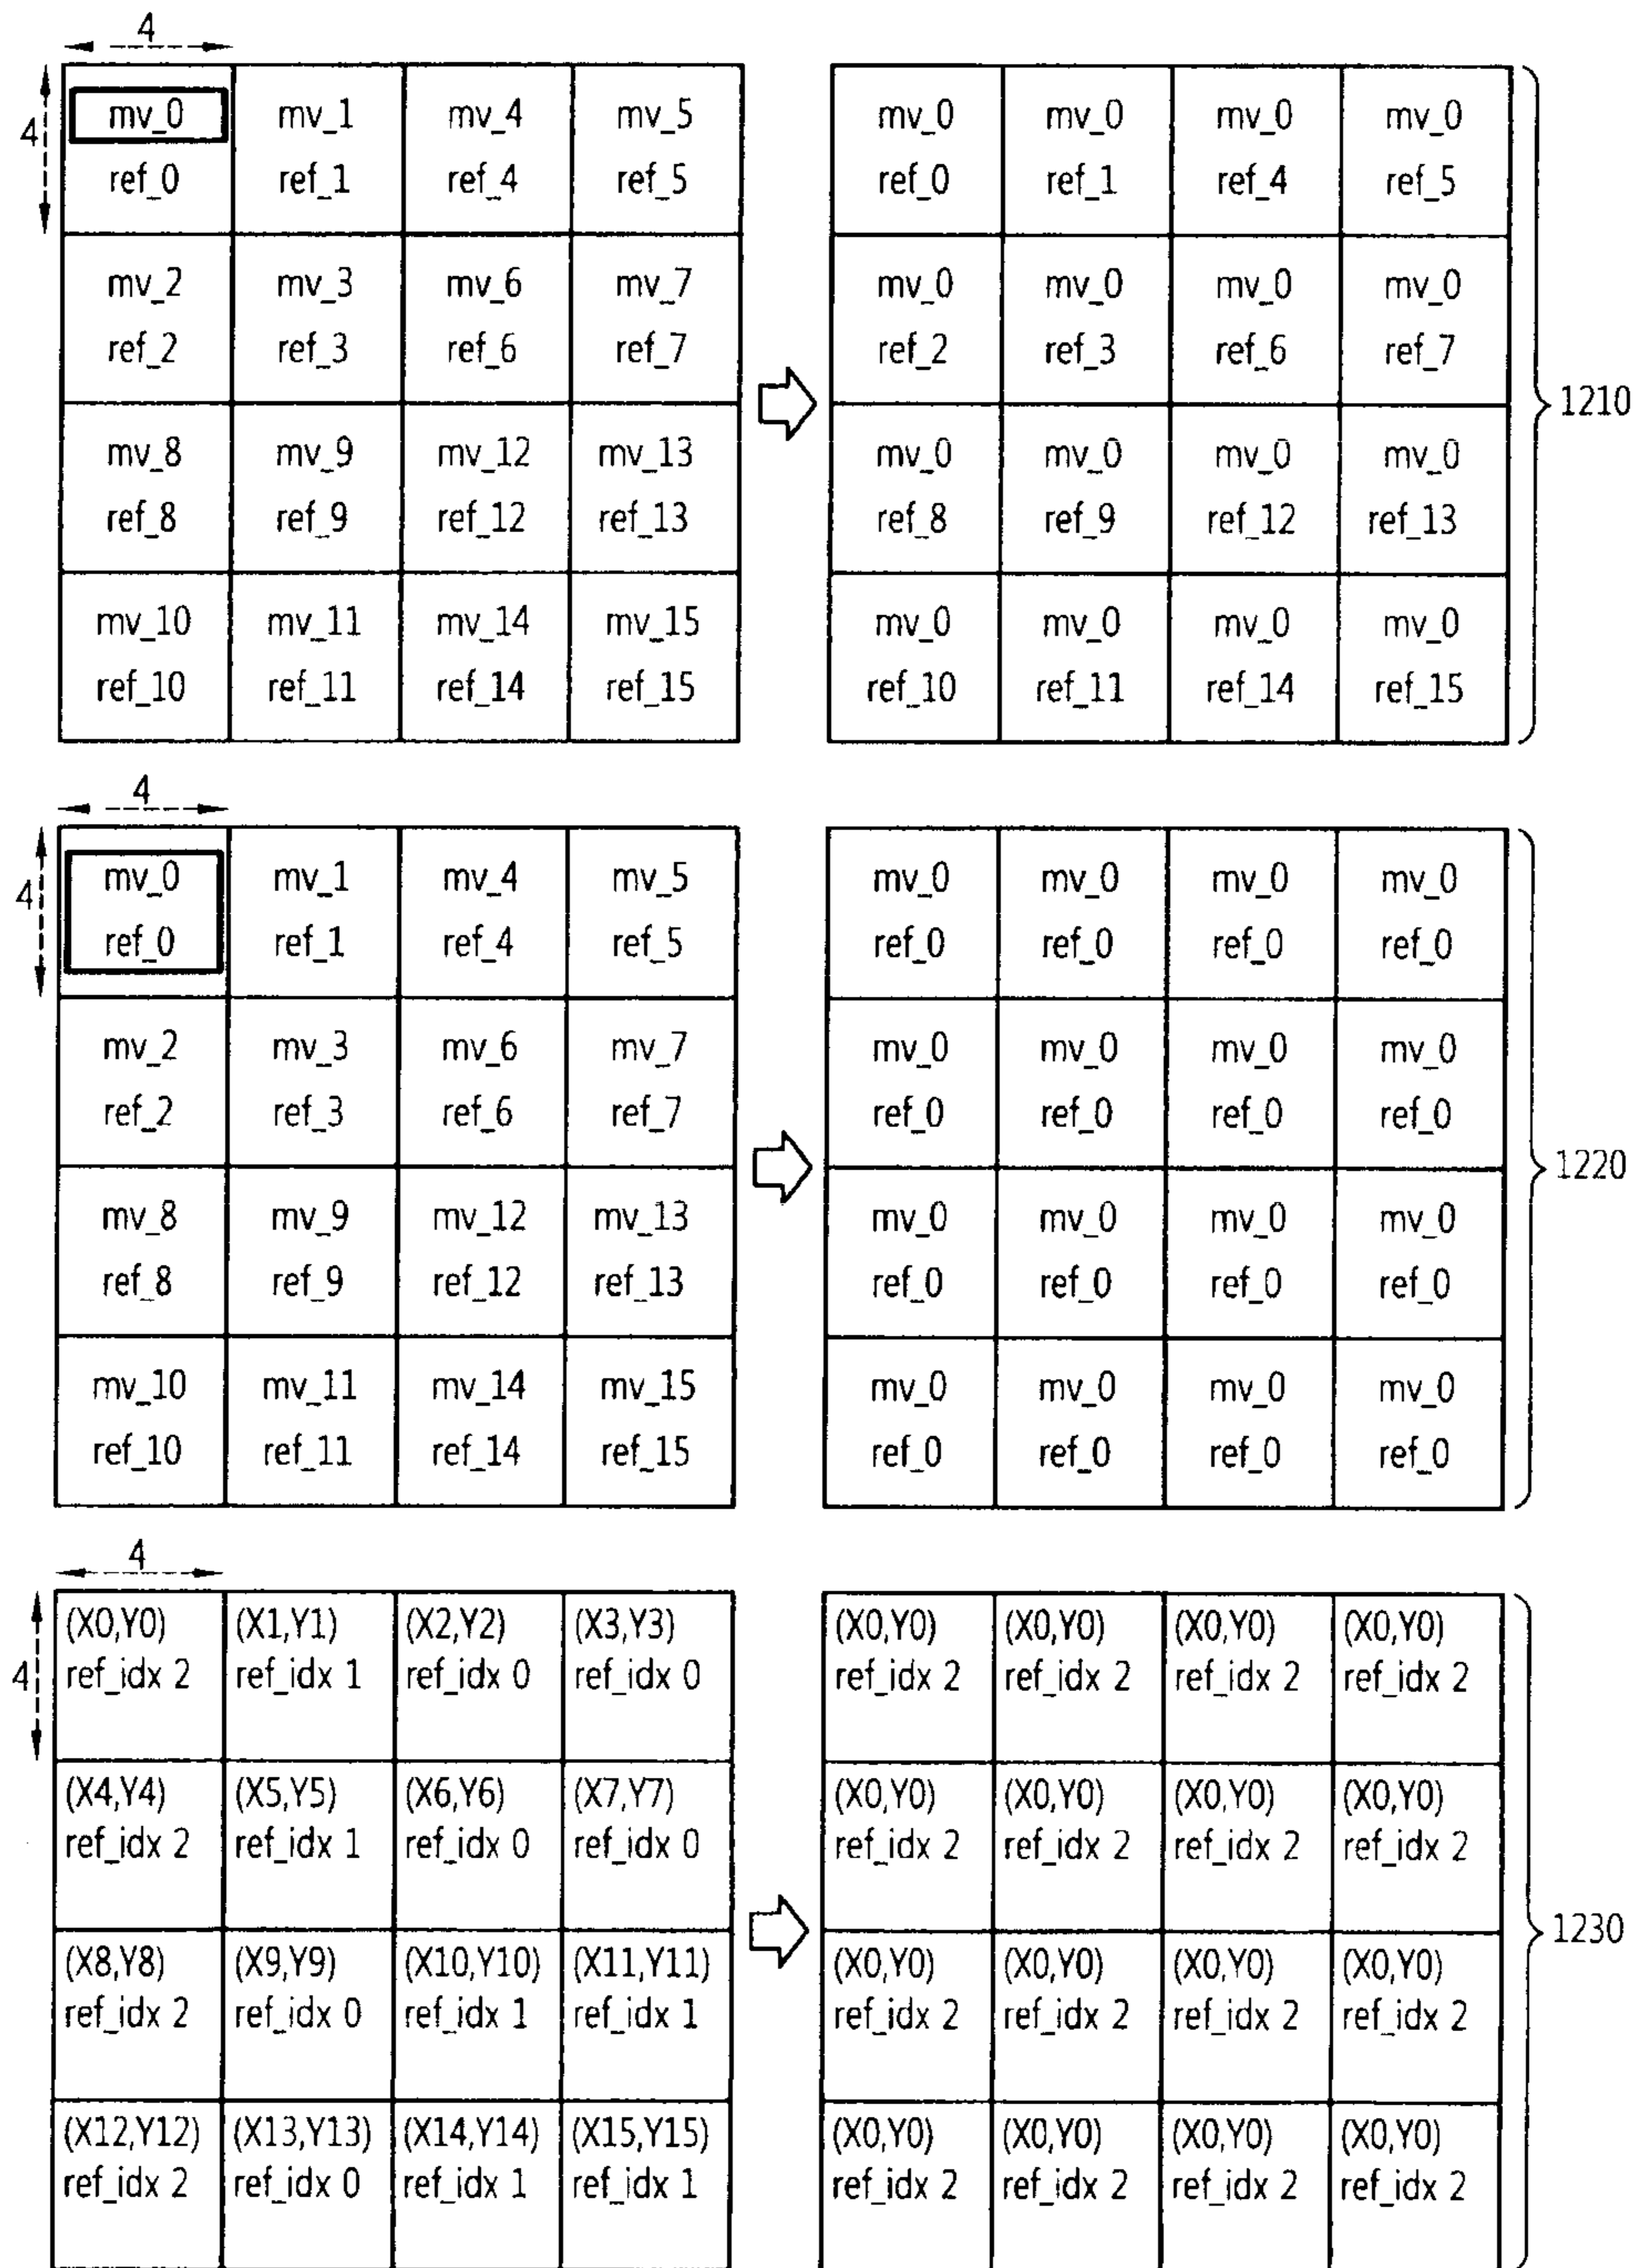 4
4
mv_0 mv_1 mv_4 mv_5 mv_0 mv_0 mv_0 mv_0
ref_0 ref_1 ref_4 ref_5 ref_0 ref_1 ref_4 ref_5
mv_2 mv_3 mv_6 mv_7 mv_0 mv_0 mv_0 mv_0
ref_2 ref_3 ref_6 ref_7 ref_2 ref_3 ref_6 ref_7
1210
mv_8 mv_9 mv_12 mv_13 mv_0 mv_0 mv_0 mv_0
ref_8 ref_9 ref_12 ref_13 ref_8 ref_9 ref_12 ref_13
mv_10 mv_11 mv_14 mv_15 mv_0 mv_0 mv_0 mv_0
ref_10 ref_11 ref_14 ref_15 ref_10 ref_11 ref_14 ref_15
4
4
mv_0 mv_1 mv_4 mv_5 mv_0 mv_0 mv_0 mv_0
ref_0 ref_1 ref_4 ref_5 ref_0 ref_0 ref_0 ref_0
mv_2 mv_3 mv_6 mv_7 mv_0 mv_0 mv_0 mv_0
ref_2 ref_3 ref_6 ref_7 ref_0 ref_0 ref_0 ref_0
1220
mv_8 mv_9 mv_12 mv_13 mv_0 mv_0 mv_0 mv_0
ref_8 ref_9 ref_12 ref_13 ref_0 ref_0 ref_0 ref_0
mv_10 mv_11 mv_14 mv_15 mv_0 mv_0 mv_0 mv_0
ref_10 ref_11 ref_14 ref_15 ref_0 ref_0 ref_0 ref_0
4
4
(X0,Y0) (X1,Y1) (X2,Y2) (X3,Y3) (X0,Y0) (X0,Y0) (X0,Y0) (X0,Y0)
ref_idx 2 ref_idx 1 ref_idx 0 ref_idx 0 ref_idx 2 ref_idx 2 ref_idx 2 ref_idx 2
(X4,Y4) (X5,Y5) (X6,Y6) (X7,Y7) (X0,Y0) (X0,Y0) (X0,Y0) (X0,Y0)
ref_idx 2 ref_idx 1 ref_idx 0 ref_idx 0 ref_idx 2 ref_idx 2 ref_idx 2 ref_idx 2
1230
(X8,Y8) (X9,Y9) (X10,Y10) (X11,Y11) (X0,Y0) (X0,Y0) (X0,Y0) (X0,Y0)
ref_idx 2 ref_idx 0 ref_idx 1 ref_idx 1 ref_idx 2 ref_idx 2 ref_idx 2 ref_idx 2
(X12,Y12) (X13,Y13) (X14,Y14) (X15,Y15) (X0,Y0) (X0,Y0) (X0,Y0) (X0,Y0)
ref_idx 2 ref_idx 0 ref_idx 1 ref_idx 1 ref_idx 2 ref_idx 2 ref_idx 2 ref_idx 2